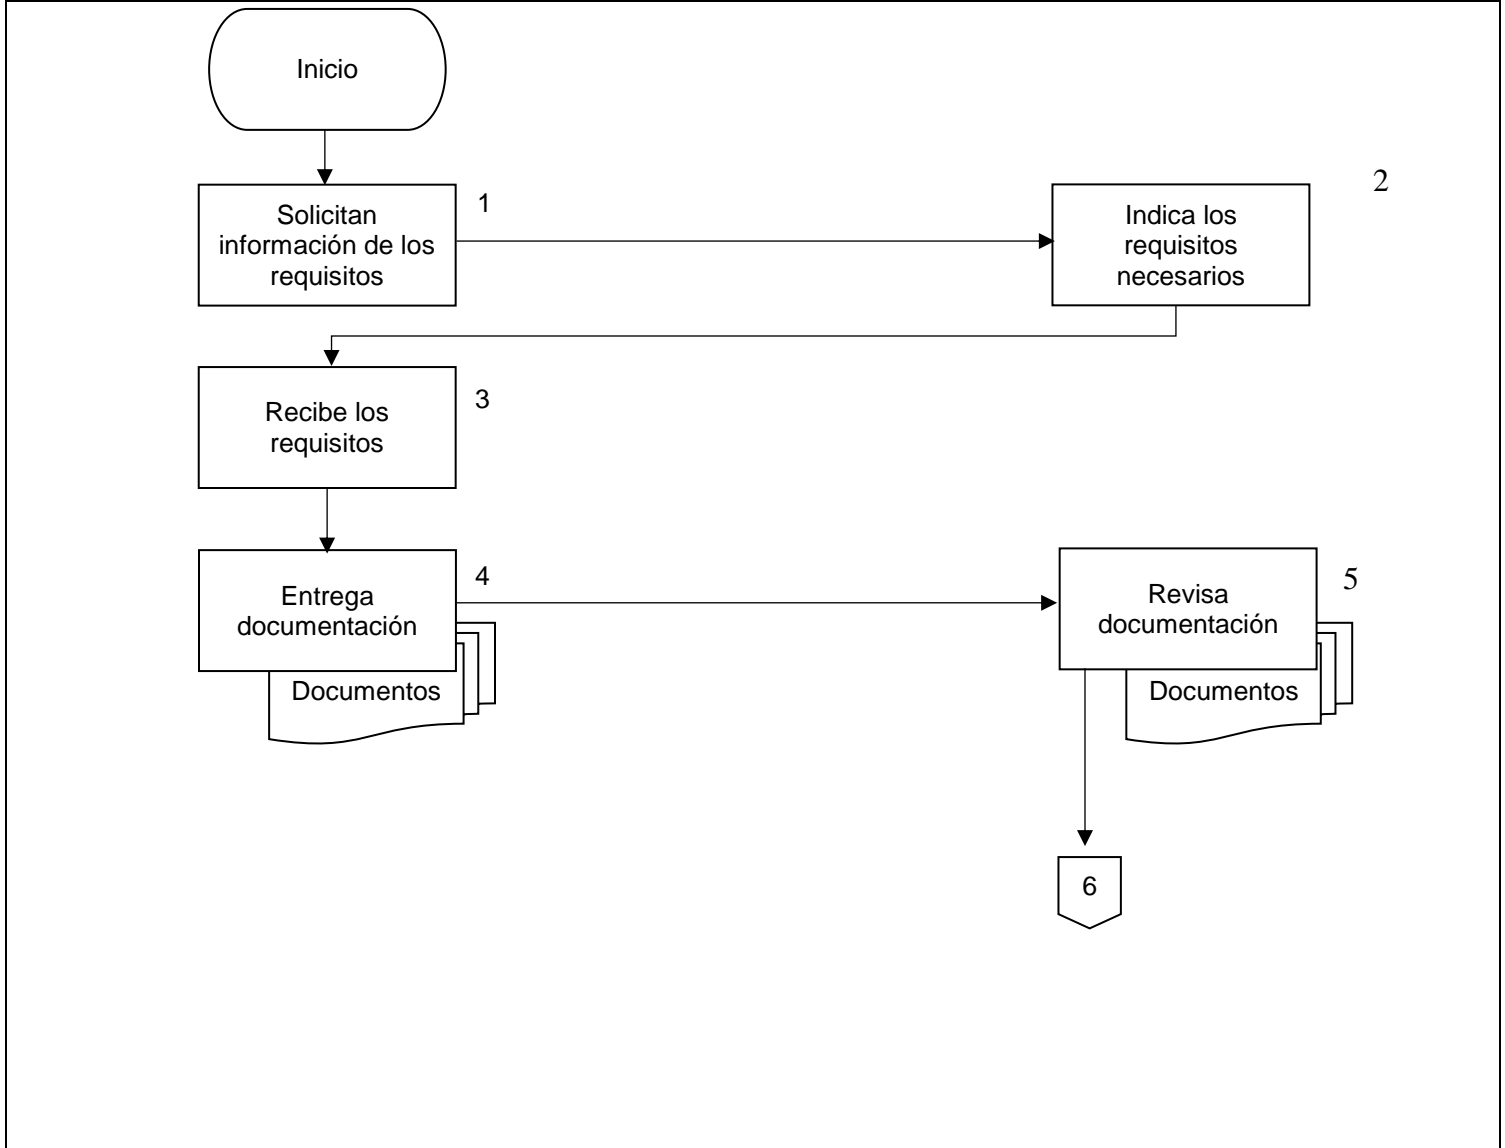 Inicio
Solicitan
información de los
requisitos
1
Indica los
requisitos
necesarios
2
Recibe los
requisitos
3
Entrega
documentación
4
Documentos
Revisa
documentación
5
Documentos
6